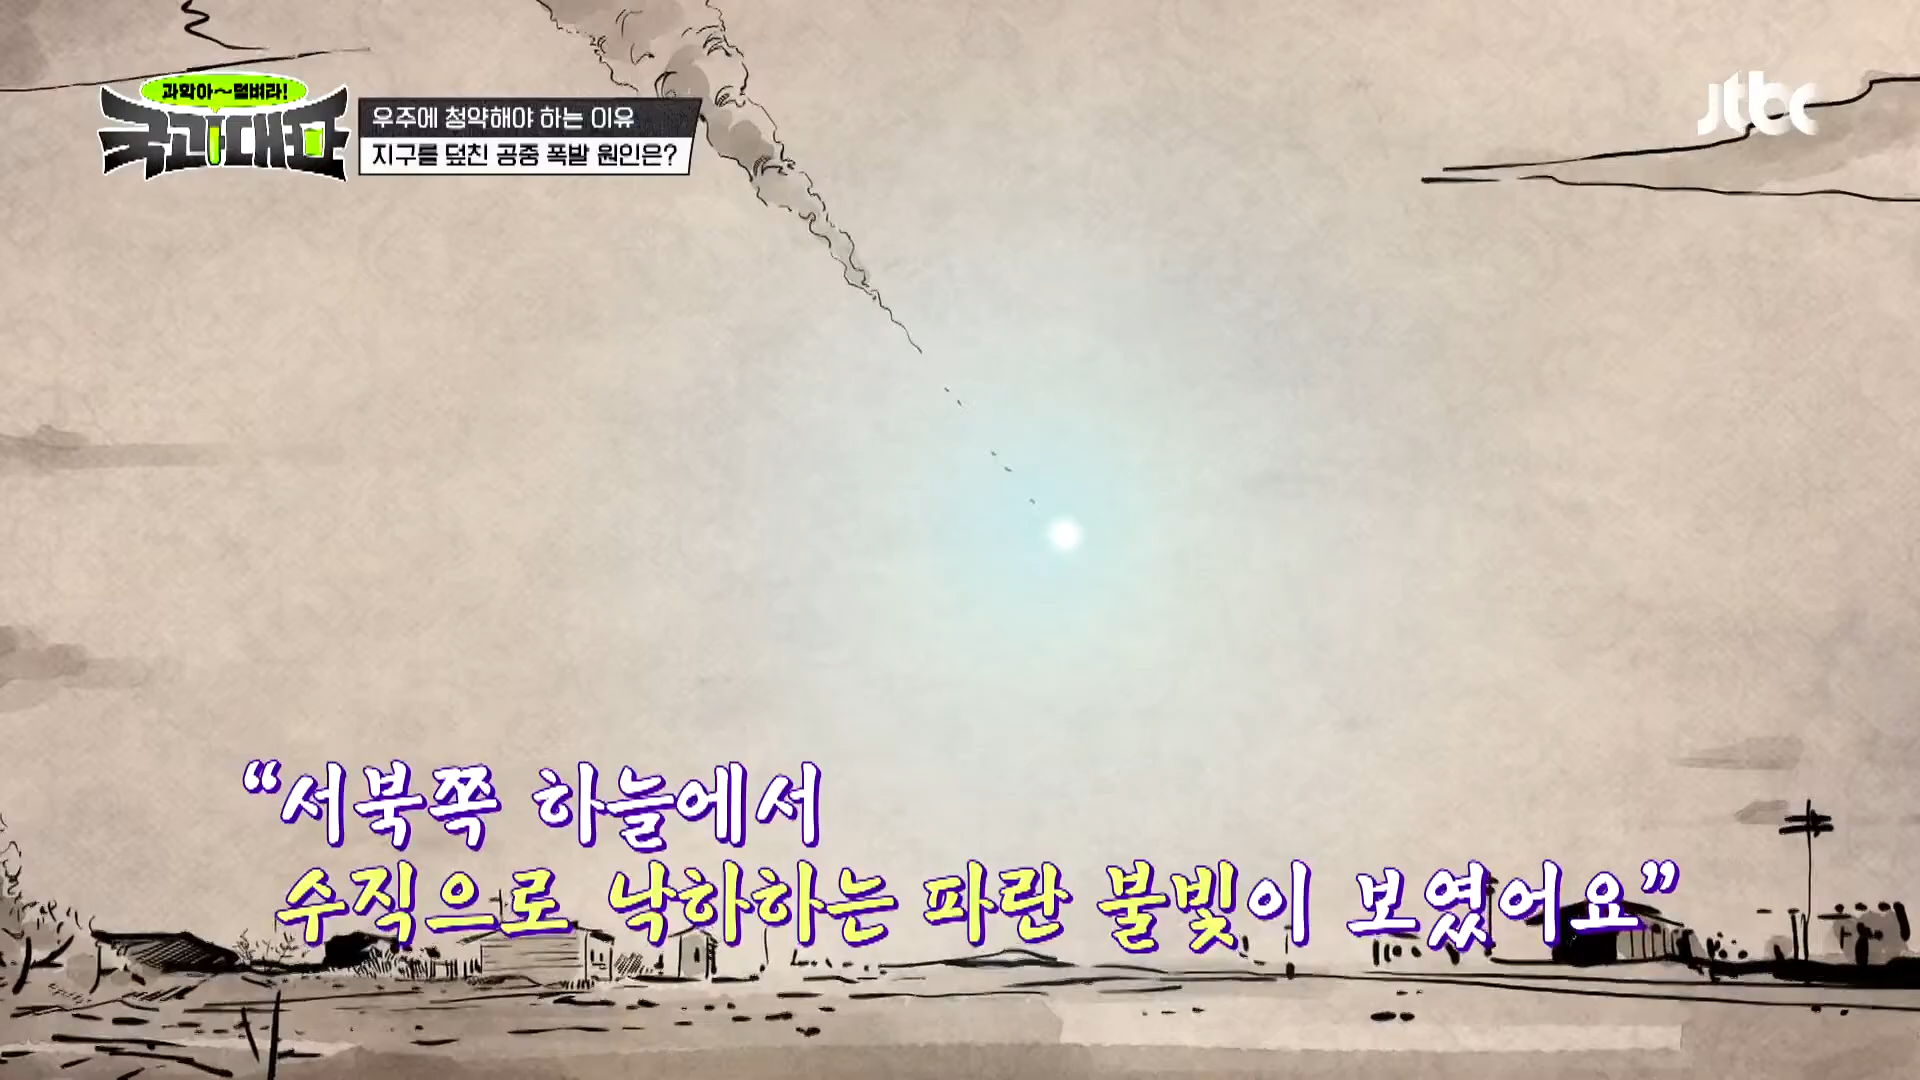 과학아~덤벼라!
국과대표
우주에 청약해야 하는 이유
지구를 덮친 공중 폭발 원인은?
jtbc
“서북쪽 하늘에서
수직으로 낙하하는 파란 불빛이 보였어요”